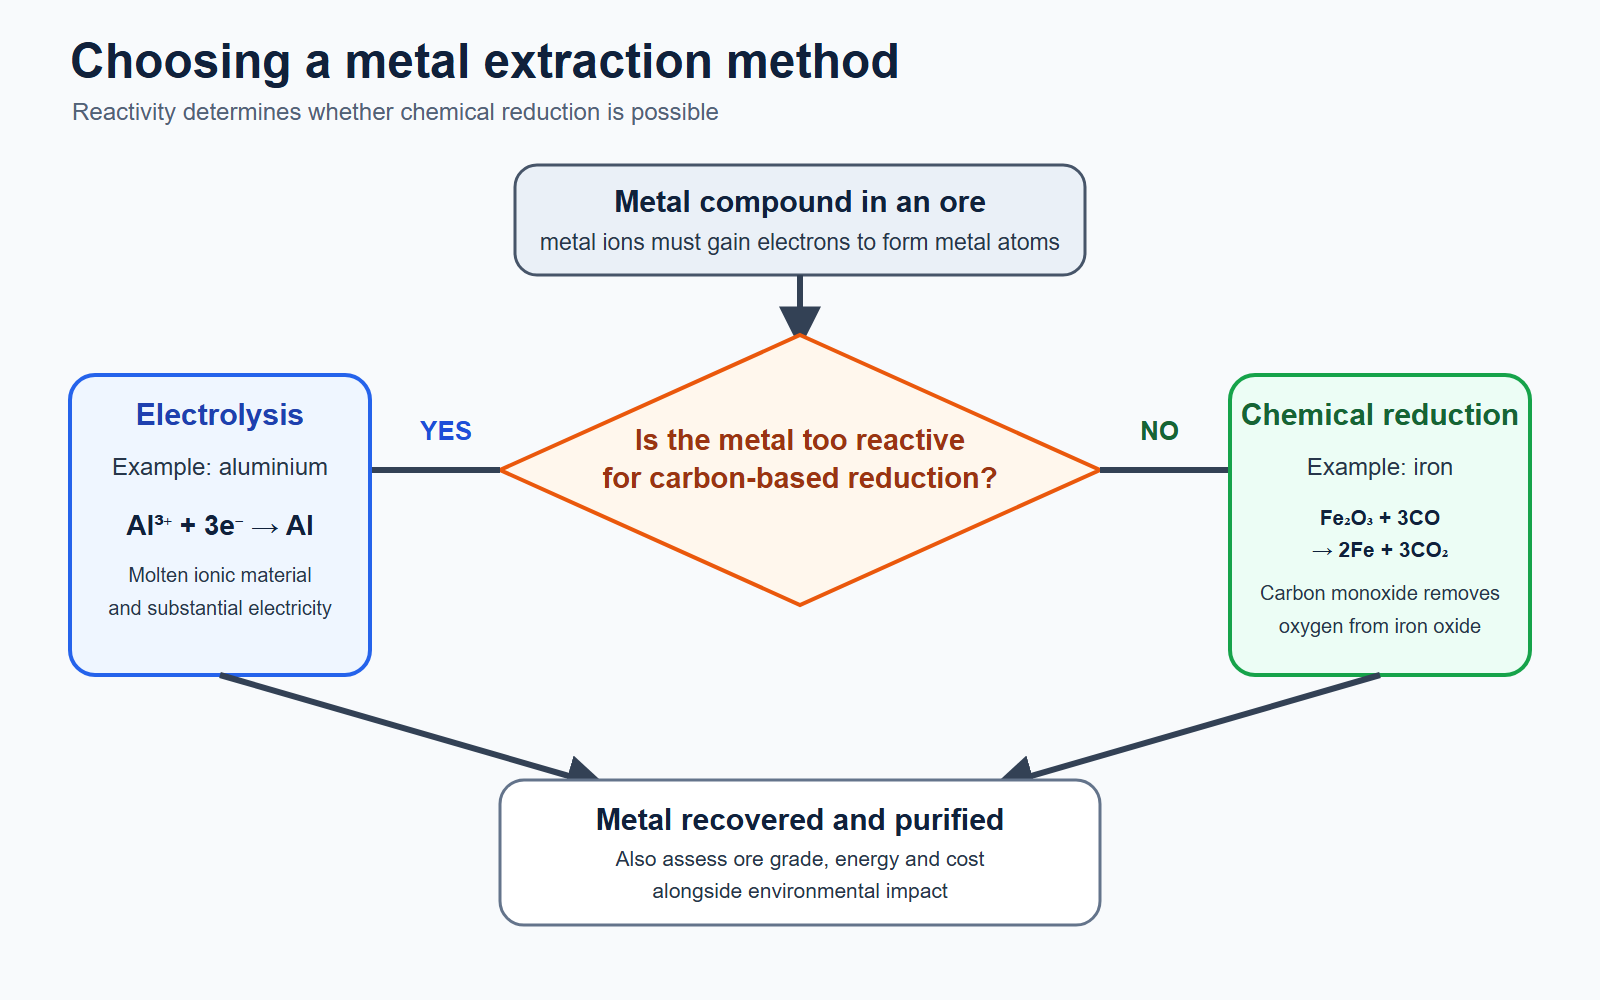 Choosing a metal extraction method
Reactivity determines whether chemical reduction is possible
Metal compound in an ore
metal ions must gain electrons to form metal atoms
Is the metal too reactive
for carbon-based reduction?
YES
NO
Electrolysis
Example: aluminium
Al³⁺ + 3e⁻ → Al
Molten ionic material
and substantial electricity
Chemical reduction
Example: iron
Fe₂O₃ + 3CO
→ 2Fe + 3CO₂
Carbon monoxide removes
oxygen from iron oxide
Metal recovered and purified
Also assess ore grade, energy and cost
alongside environmental impact